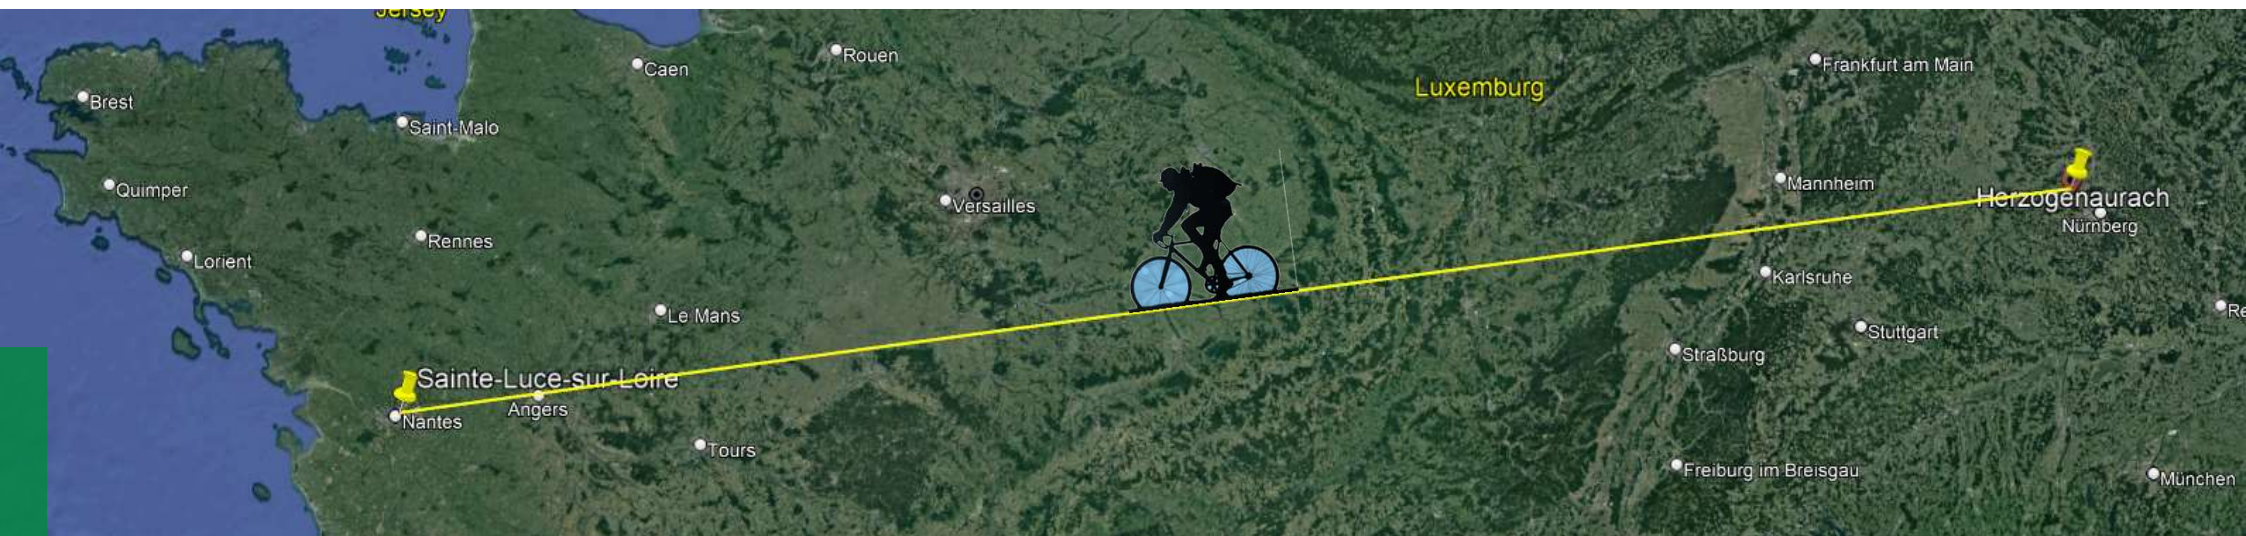 Jersey
Caen
Rouen
Luxemburg
Frankfurt am Main
Brest
Saint-Malo
Quimper
Versailles
Mannheim
Herzogenaurach
Nürnberg
Rennes
Lorient
Karlsruhe
Le Mans
Re
Stuttgart
Straßburg
Sainte-Luce-sur-Loire
Angers
Nantes
Tours
Freiburg im Breisgau
München